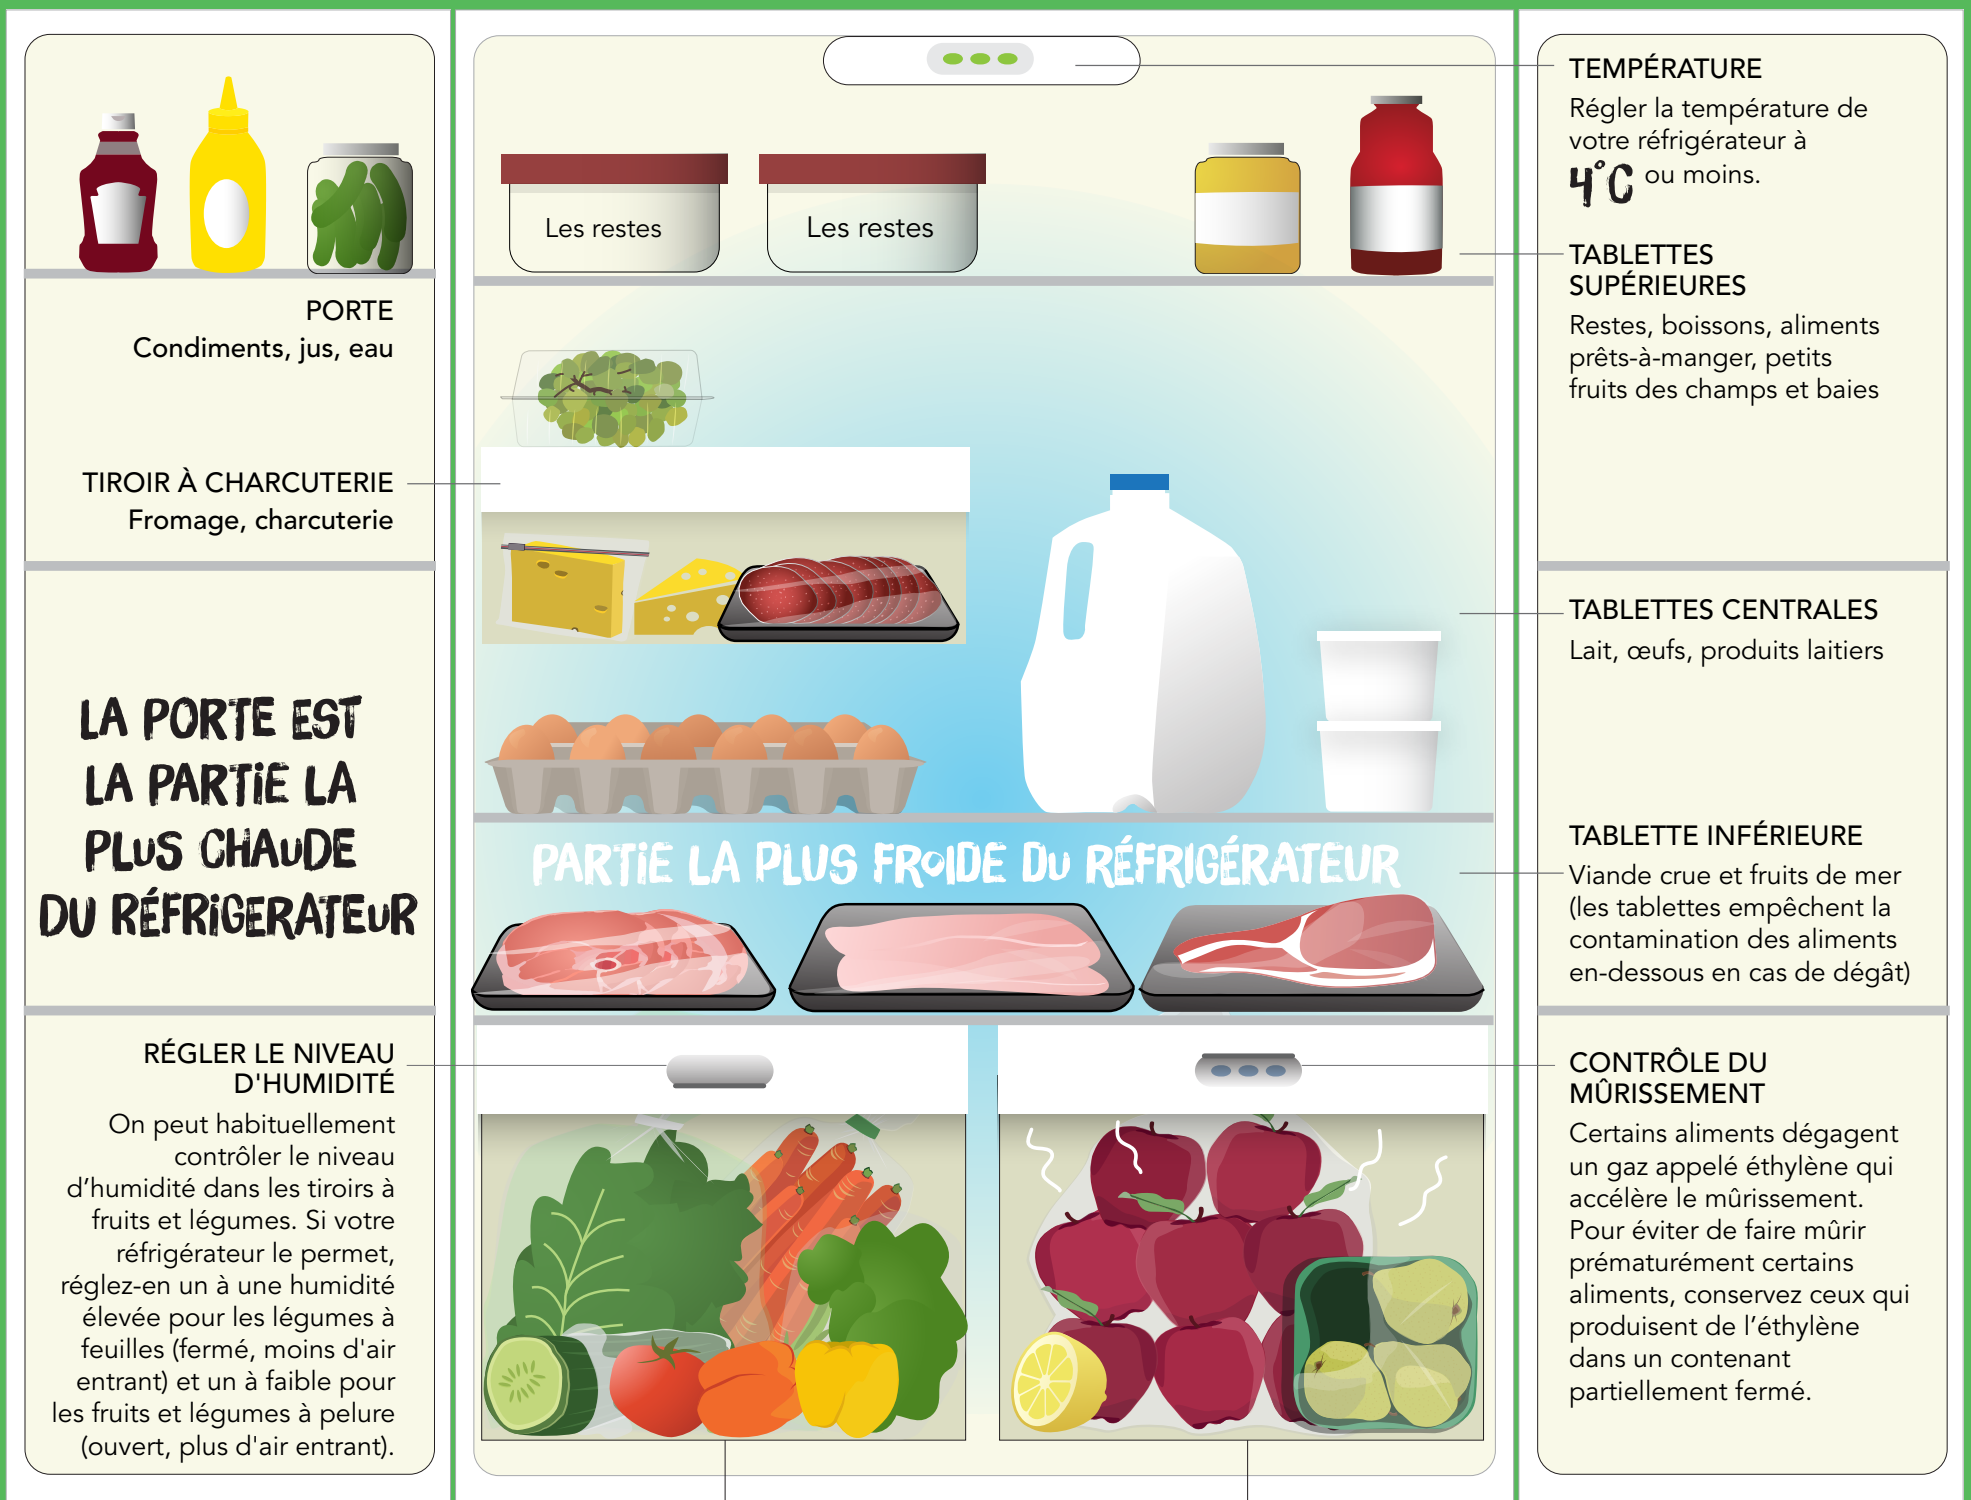 PORTE
Condiments, jus, eau
TIROIR À CHARCUTERIE
Fromage, charcuterie
LA PORTE EST
LA PARTIE LA
PLUS CHAUDE
DU RÉFRIGERATEUR
RÉGLER LE NIVEAU
D'HUMIDITÉ
On peut habituellement
contrôler le niveau
d’humidité dans les tiroirs à
fruits et légumes. Si votre
réfrigérateur le permet,
réglez-en un à une humidité
élevée pour les légumes à
feuilles (fermé, moins d'air
entrant) et un à faible pour
les fruits et légumes à pelure
(ouvert, plus d'air entrant).
Les restes
Les restes
PARTIE LA PLUS FROIDE DU RÉFRIGÉRATEUR
TEMPÉRATURE
Régler la température de
votre réfrigérateur à
4°C ou moins.
TABLETTES
SUPÉRIEURES
Restes, boissons, aliments
prêts-à-manger, petits
fruits des champs et baies
TABLETTES CENTRALES
Lait, œufs, produits laitiers
TABLETTE INFÉRIEURE
Viande crue et fruits de mer
(les tablettes empêchent la
contamination des aliments
en-dessous en cas de dégât)
CONTRÔLE DU
MÛRISSEMENT
Certains aliments dégagent
un gaz appelé éthylène qui
accélère le mûrissement.
Pour éviter de faire mûrir
prématurément certains
aliments, conservez ceux qui
produisent de l’éthylène
dans un contenant
partiellement fermé.